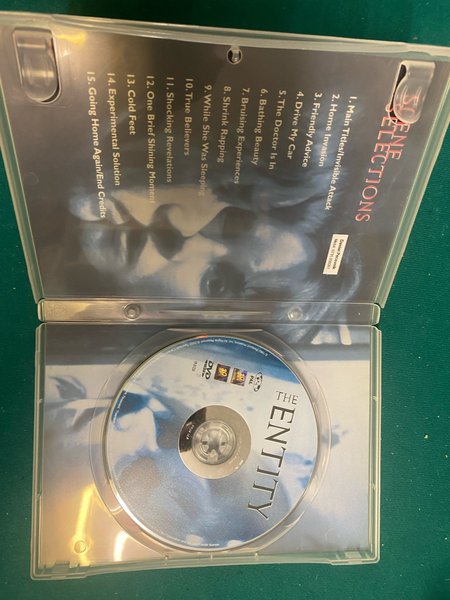 SCENE SELECTIONS
1. Main Titles/Invisible Attack
2. Home Invasion
3. Friendly Advice
4. Drive My Car
5. The Doctor Is In
6. Bathing Beauty
7. Bruising Experiences
8. Shrink Rapping
9. While She Was Sleeping
10. True Believers
11. Shocking Revelations
12. One Brief Shining Moment
13. Cold Feet
14. Experimental Solution
15. Going Home Again/End Credits
THE
ENTITY
PAL
DVD
VIDEO